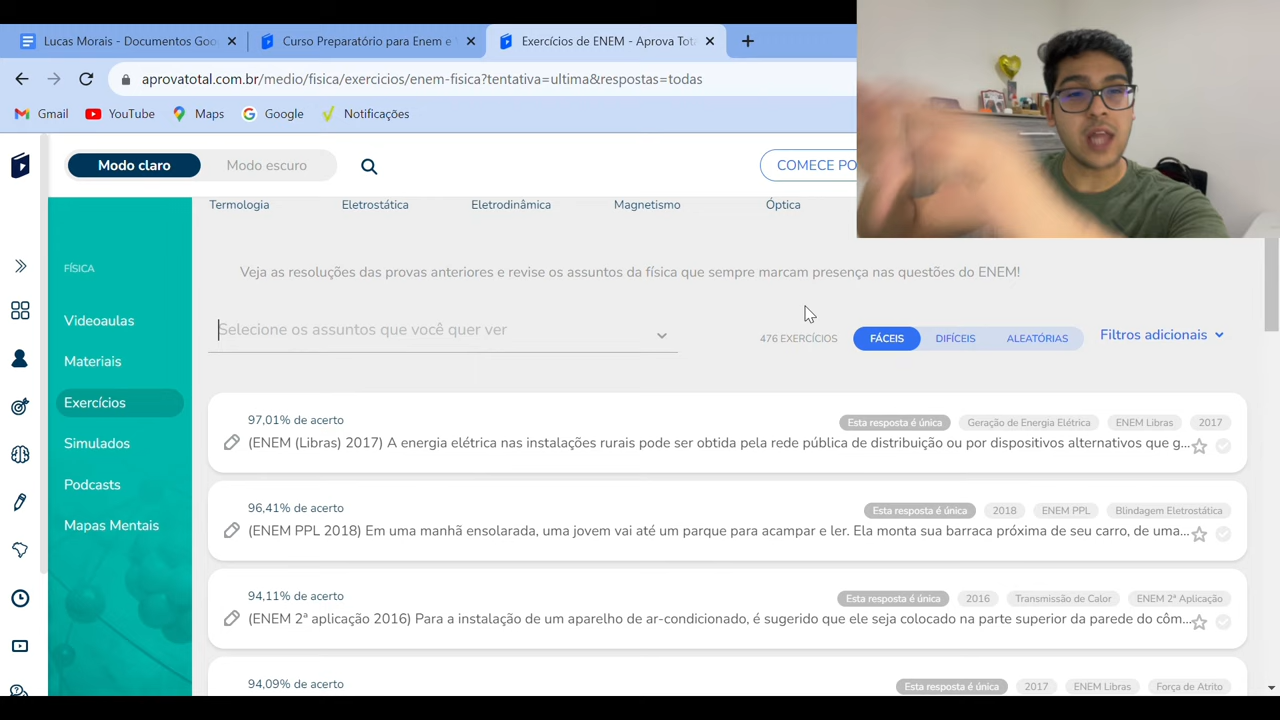 Lucas Morais - Documentos Goo
Curso Preparatório para Enem e
Exercícios de ENEM - Aprova Tota
aprovatotal.com.br/medio/fisica/exercicios/enem-fisica?tentativa=ultima&respostas=todas
Gmail
YouTube
Maps
Google
Notificações
Modo claro
Modo escuro
COMECE PO
Termologia
Eletrostática
Eletrodinâmica
Magnetismo
Óptica
FÍSICA
Veja as resoluções das provas anteriores e revise os assuntos da física que sempre marcam presença nas questões do ENEM!
Videoaulas
Materiais
Exercícios
Simulados
Podcasts
Mapas Mentais
Selecione os assuntos que você quer ver
476 EXERCÍCIOS
FÁCEIS
DIFÍCEIS
ALEATÓRIAS
Filtros adicionais
97,01% de acerto
Esta resposta é única
Geração de Energia Elétrica
ENEM Libras
2017
(ENEM (Libras) 2017) A energia elétrica nas instalações rurais pode ser obtida pela rede pública de distribuição ou por dispositivos alternativos que g...
96,41% de acerto
Esta resposta é única
2018
ENEM PPL
Blindagem Eletrostática
(ENEM PPL 2018) Em uma manhã ensolarada, uma jovem vai até um parque para acampar e ler. Ela monta sua barraca próxima de seu carro, de uma...
94,11% de acerto
Esta resposta é única
2016
Transmissão de Calor
ENEM 2ª Aplicação
(ENEM 2ª aplicação 2016) Para a instalação de um aparelho de ar-condicionado, é sugerido que ele seja colocado na parte superior da parede do côm...
94,09% de acerto
Esta resposta é única
2017
ENEM Libras
Força de Atrito